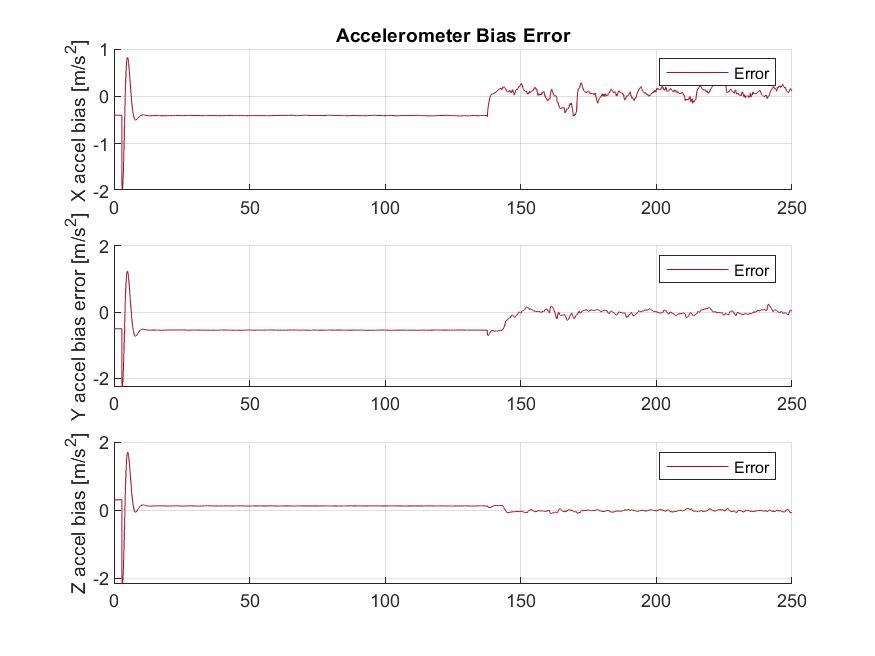 Accelerometer Bias Error
X accel bias [m/s²]
1
0
-1
-2
Error
0 50 100 150 200 250
Y accel bias error [m/s²]
2
0
-2
Error
0 50 100 150 200 250
Z accel bias [m/s²]
2
0
-2
Error
0 50 100 150 200 250